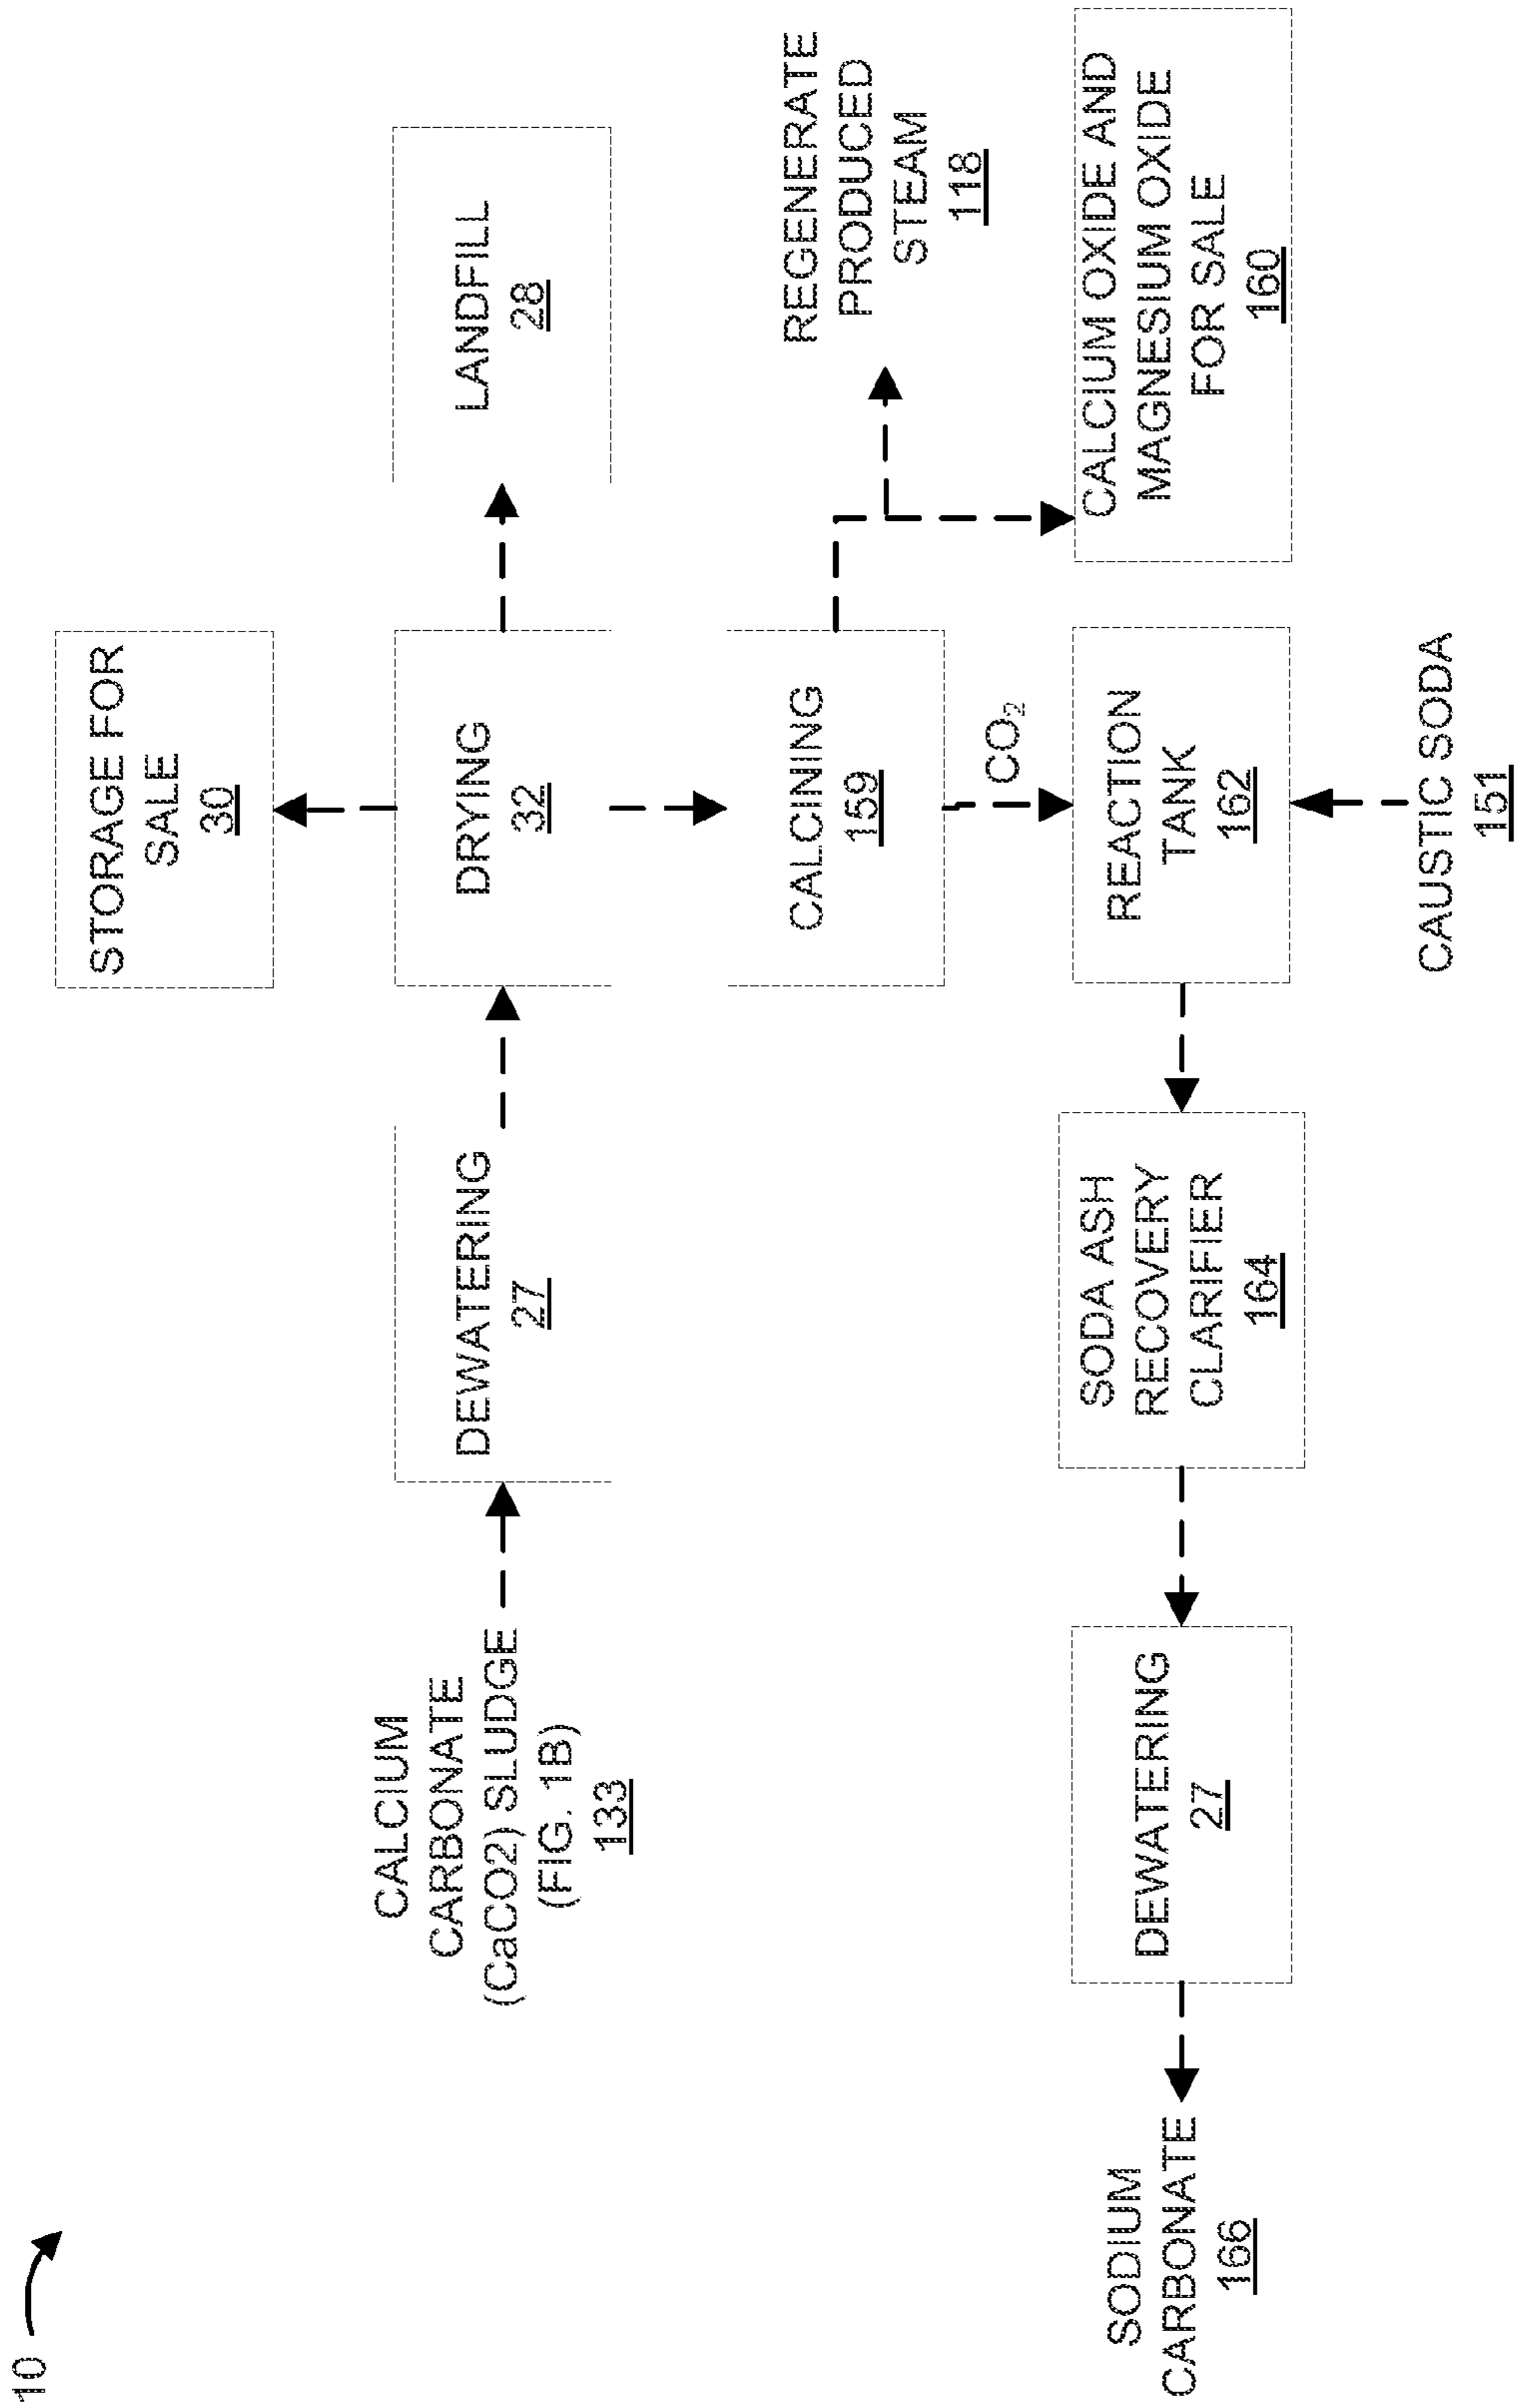 10
STORAGE FOR
SALE
30
CALCIUM
CARBONATE
(CaCO2) SLUDGE
(FIG. 1B)
133
DEWATERING
27
DRYING
32
LANDFILL
28
CALCINING
159
REGENERATE
PRODUCED
STEAM
118
CO₂
SODIUM
CARBONATE
166
DEWATERING
27
SODA ASH
RECOVERY
CLARIFIER
164
REACTION
TANK
162
CALCIUM OXIDE AND
MAGNESIUM OXIDE
FOR SALE
160
CAUSTIC SODA
151